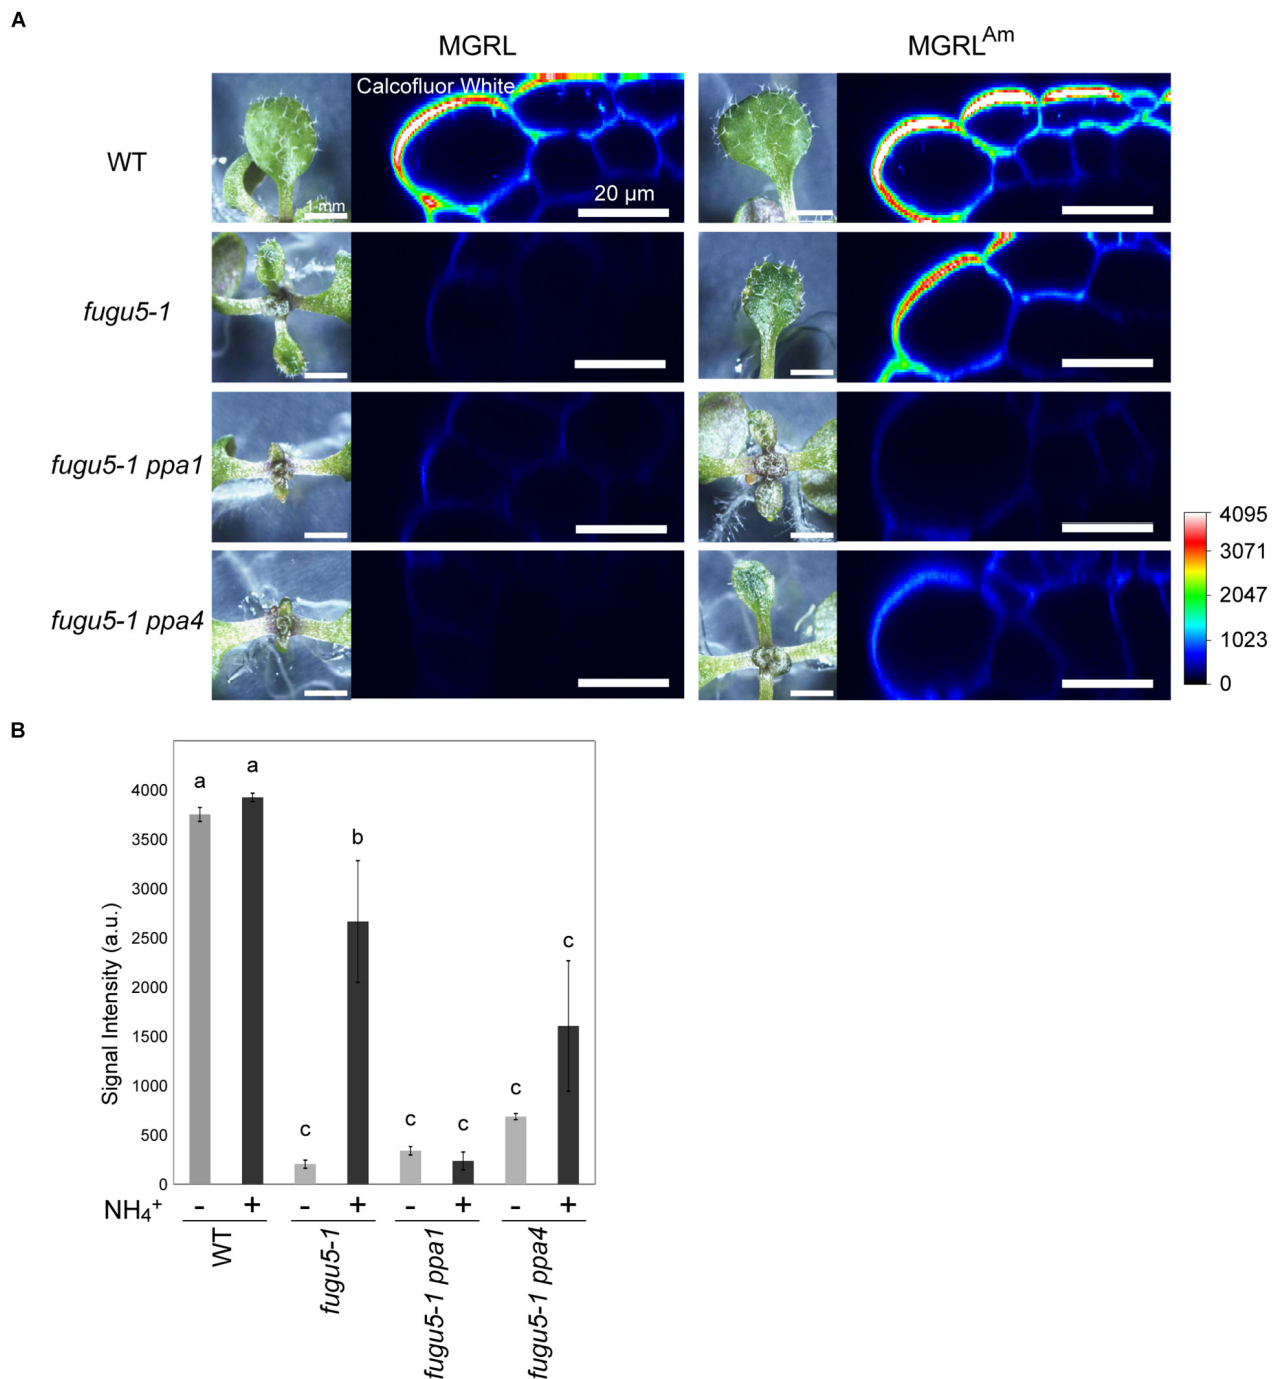 A
MGRL
MGRL^Am
WT
Calcofluor White
1 mm
20 µm
fugu5-1
fugu5-1 ppa1
fugu5-1 ppa4
4095
3071
2047
1023
0
B
Signal Intensity (a.u.)
4000
3500
3000
2500
2000
1500
1000
500
0
a
a
c
b
c
c
c
c
NH₄⁺
- + - + - + - +
WT
fugu5-1
fugu5-1 ppa1
fugu5-1 ppa4